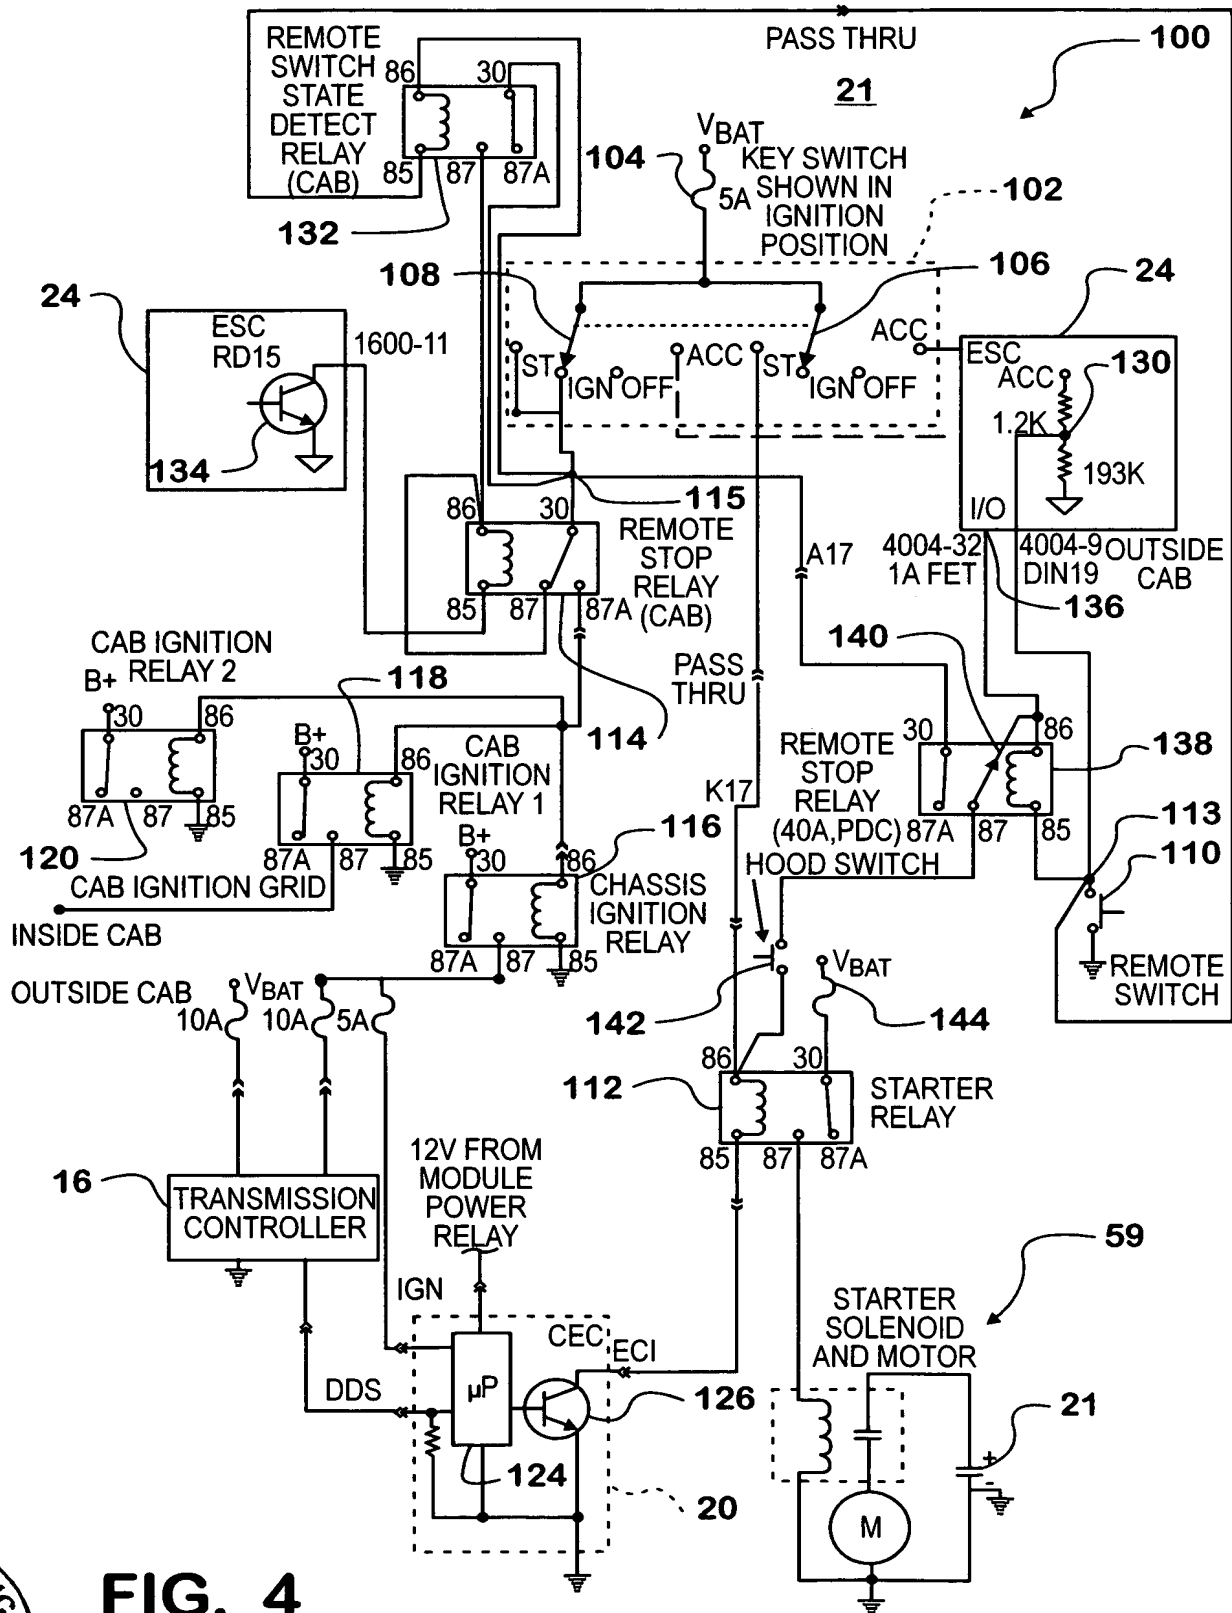 PASS THRU
100
REMOTE
SWITCH
STATE
DETECT
RELAY
(CAB)
86
30
85
87
87A
132
21
VBAT
104
5A
KEY SWITCH
SHOWN IN
IGNITION
POSITION
102
108
106
24
24
ESC
RD15
1600-11
134
ST
IGN
OFF
ACC
ST
IGN
OFF
ACC
ESC
ACC
130
1.2K
193K
I/O
115
86
30
85
87
87A
REMOTE
STOP
RELAY
(CAB)
A17
4004-32
1A FET
4004-9
DIN19
OUTSIDE
CAB
136
140
CAB IGNITION
RELAY 2
B+
30
86
87A
87
85
120
118
B+
30
86
87A
87
85
CAB
IGNITION
RELAY 1
114
PASS
THRU
K17
REMOTE
STOP
RELAY
(40A,PDC)
30
86
87A
87
85
138
113
110
116
B+
30
86
87A
87
85
CHASSIS
IGNITION
RELAY
CAB IGNITION GRID
INSIDE CAB
OUTSIDE CAB
HOOD SWITCH
142
VBAT
144
REMOTE
SWITCH
VBAT
10A
10A
5A
112
86
30
85
87
87A
STARTER
RELAY
16
TRANSMISSION
CONTROLLER
12V FROM
MODULE
POWER
RELAY
IGN
DDS
CEC
ECI
µP
124
126
20
59
STARTER
SOLENOID
AND MOTOR
21
+
-
M
FIG. 4